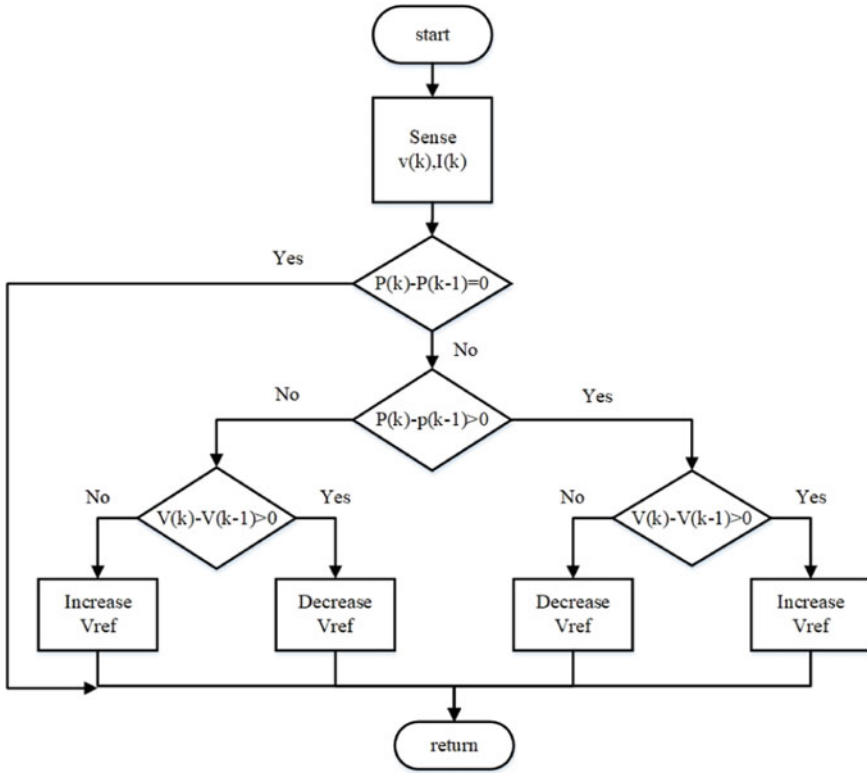 start
Sense
v(k),I(k)
Yes
P(k)-P(k-1)=0
No
No
P(k)-p(k-1)>0
Yes
No
V(k)-V(k-1)>0
Yes
No
V(k)-V(k-1)>0
Yes
Increase
Vref
Decrease
Vref
Decrease
Vref
Increase
Vref
return